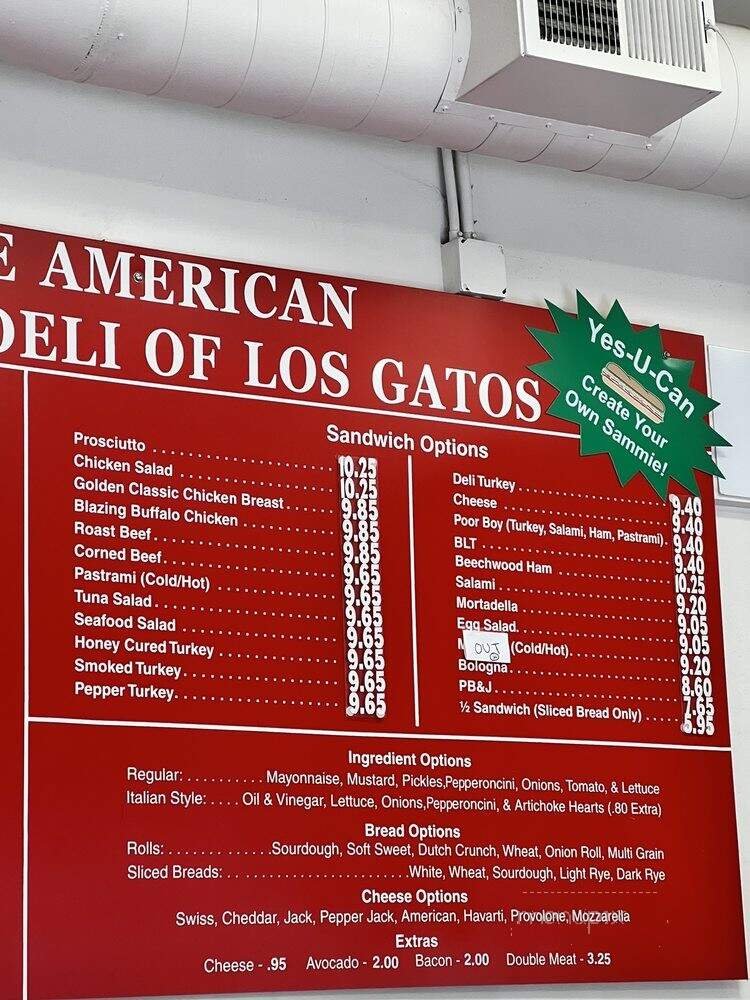 E AMERICAN
DELI OF LOS GATOS
Yes-U-Can
Create Your
Own Sammie!
Sandwich Options
Prosciutto .................... 10.25
Chicken Salad .................... 10.25
Golden Classic Chicken Breast ..... 9.85
Blazing Buffalo Chicken .......... 9.85
Roast Beef .................... 9.85
Corned Beef .................... 9.65
Pastrami (Cold/Hot) ............... 9.65
Tuna Salad .................... 9.65
Seafood Salad .................... 9.65
Honey Cured Turkey ............... 9.65
Smoked Turkey .................... 9.65
Pepper Turkey .................... 9.65
Deli Turkey .................... 9.40
Cheese .................... 9.40
Poor Boy (Turkey, Salami, Ham, Pastrami) . 9.40
BLT .................... 9.40
Beechwood Ham .................... 10.25
Salami .................... 9.20
Mortadella .................... 9.05
Egg Salad .................... 9.05
M OUT (Cold/Hot) .................... 9.20
Bologna .................... 8.60
PB&J .................... 7.65
½ Sandwich (Sliced Bread Only) ..... 5.95
Ingredient Options
Regular: .......... Mayonnaise, Mustard, Pickles,Pepperoncini, Onions, Tomato, & Lettuce
Italian Style: ..... Oil & Vinegar, Lettuce, Onions,Pepperoncini, & Artichoke Hearts (.80 Extra)
Bread Options
Rolls: .............Sourdough, Soft Sweet, Dutch Crunch, Wheat, Onion Roll, Multi Grain
Sliced Breads: ....................White, Wheat, Sourdough, Light Rye, Dark Rye
Cheese Options
Swiss, Cheddar, Jack, Pepper Jack, American, Havarti, Provolone, Mozzarella
Extras
Cheese - .95 Avocado - 2.00 Bacon - 2.00 Double Meat - 3.25